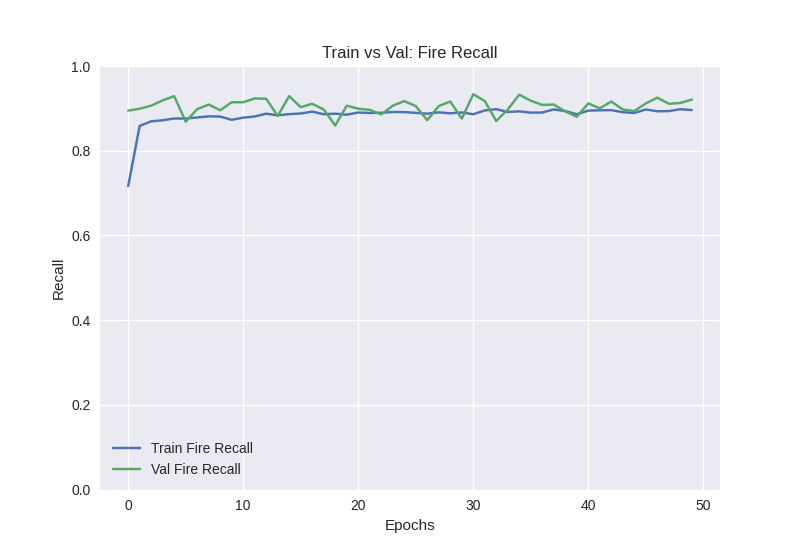 Train vs Val: Fire Recall
1.0
0.8
0.6
0.4
0.2
0.0
Recall
Train Fire Recall
Val Fire Recall
0 10 20 30 40 50
Epochs